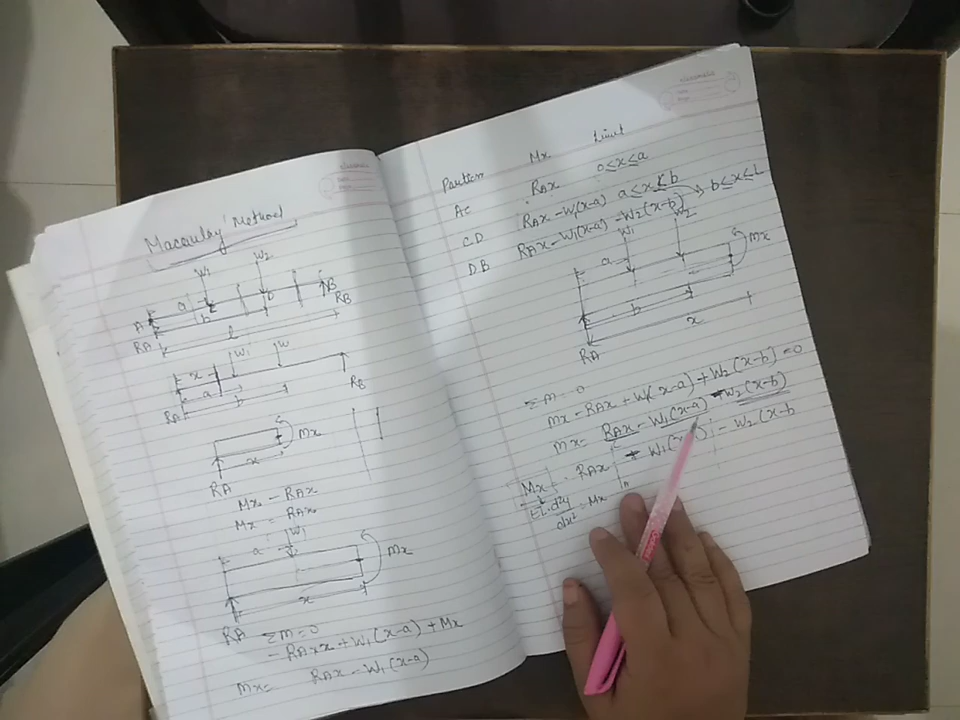 Macaulay Method
W1 W2
A a C D B
b
RA l RB
W1 W
x
a
RA b RB
Mx
x
RA
Mx - RAx
Mx = RAx
W1
a Mx
x
RA
Σm=0
- RAxx + W1(x-a) + Mx
Mx= RAx - W1(x-a)
classmate
Portion Mx Limit
AC RAx 0≤x≤a
CD RAx - W1(x-a) a≤x≤b
DB RAx - W1(x-a) - W2(x-b) b≤x≤L
W1 W2
a Mx
b
x
RA
Σm=0
Mx - RAx + W1(x-a) + W2(x-b) = 0
Mx = RAx - W1(x-a) - W2(x-b)
Mx = RAx - W1(x-a) - W2(x-b
EI.d²y/dx² = Mx